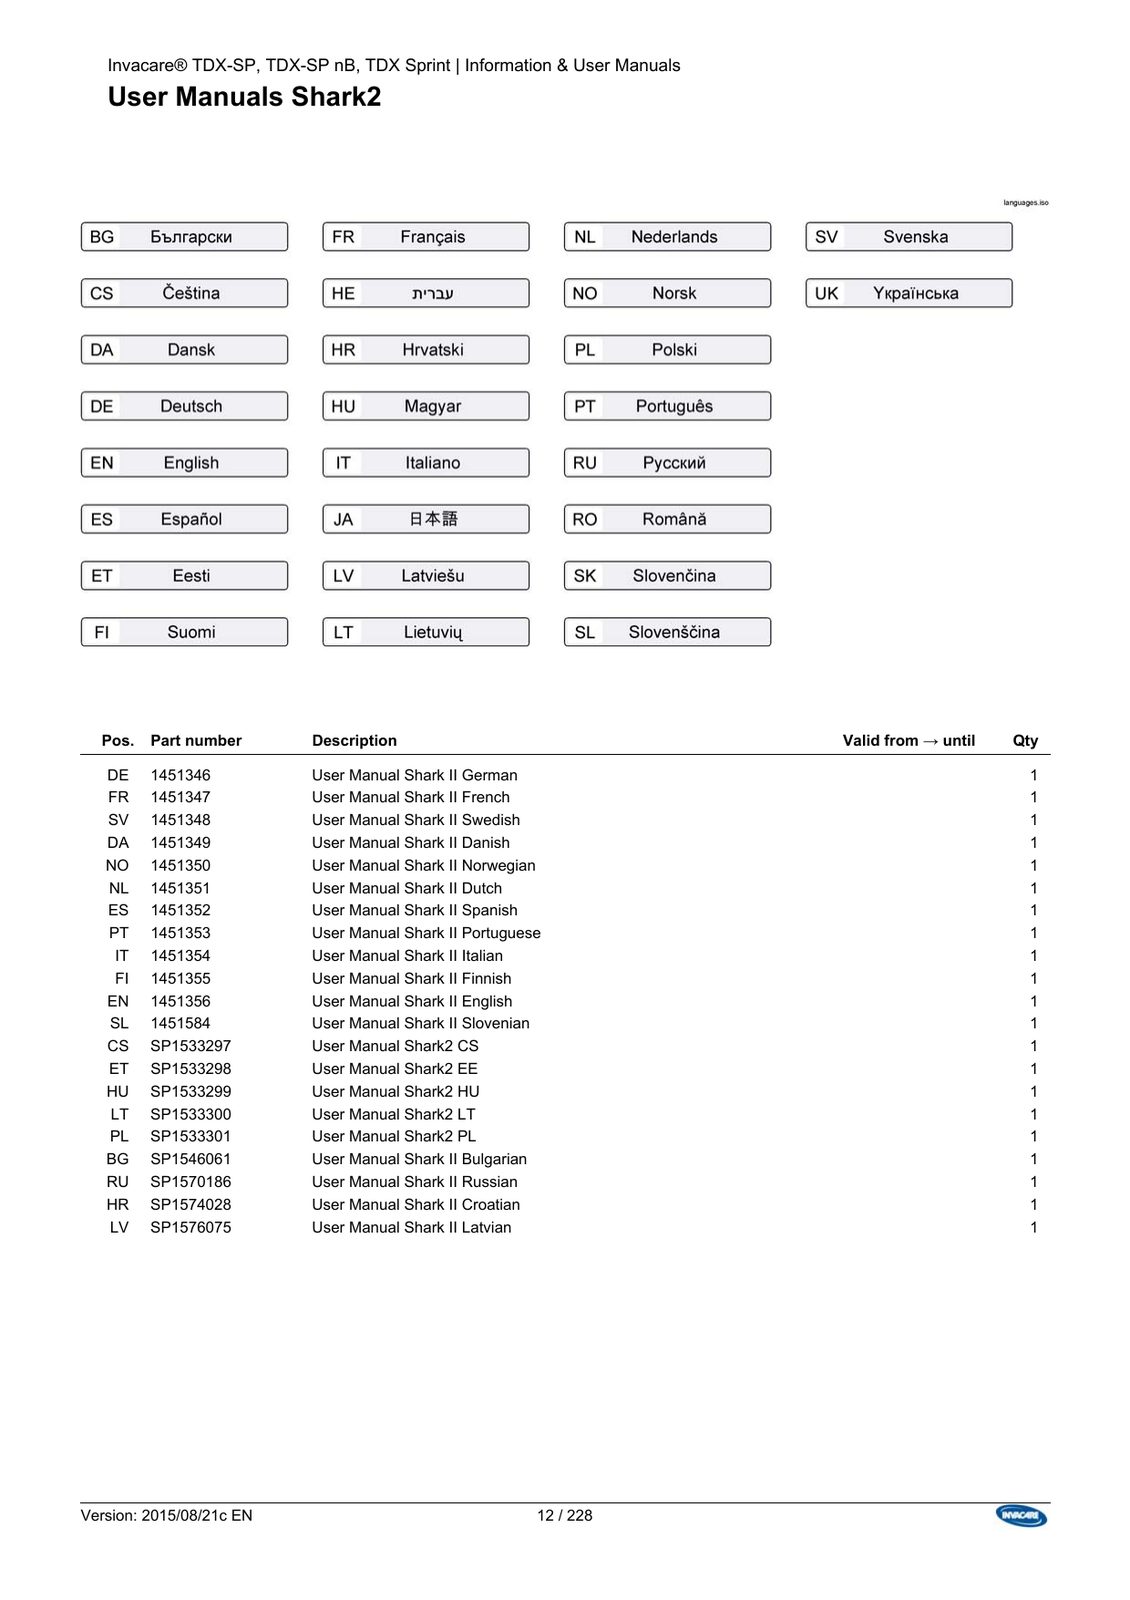 Invacare® TDX-SP, TDX-SP nB, TDX Sprint | Information & User Manuals
User Manuals Shark2
languages.iso
BG Български FR Français NL Nederlands SV Svenska
CS Čeština HE עברית NO Norsk UK Yкраïнська
DA Dansk HR Hrvatski PL Polski
DE Deutsch HU Magyar PT Português
EN English IT Italiano RU Русский
ES Español JA 日本語 RO Română
ET Eesti LV Latviešu SK Slovenčina
FI Suomi LT Lietuvių SL Slovenščina
Pos. Part number Description Valid from → until Qty
DE 1451346 User Manual Shark II German 1
FR 1451347 User Manual Shark II French 1
SV 1451348 User Manual Shark II Swedish 1
DA 1451349 User Manual Shark II Danish 1
NO 1451350 User Manual Shark II Norwegian 1
NL 1451351 User Manual Shark II Dutch 1
ES 1451352 User Manual Shark II Spanish 1
PT 1451353 User Manual Shark II Portuguese 1
IT 1451354 User Manual Shark II Italian 1
FI 1451355 User Manual Shark II Finnish 1
EN 1451356 User Manual Shark II English 1
SL 1451584 User Manual Shark II Slovenian 1
CS SP1533297 User Manual Shark2 CS 1
ET SP1533298 User Manual Shark2 EE 1
HU SP1533299 User Manual Shark2 HU 1
LT SP1533300 User Manual Shark2 LT 1
PL SP1533301 User Manual Shark2 PL 1
BG SP1546061 User Manual Shark II Bulgarian 1
RU SP1570186 User Manual Shark II Russian 1
HR SP1574028 User Manual Shark II Croatian 1
LV SP1576075 User Manual Shark II Latvian 1
Version: 2015/08/21c EN 12 / 228 INVACARE